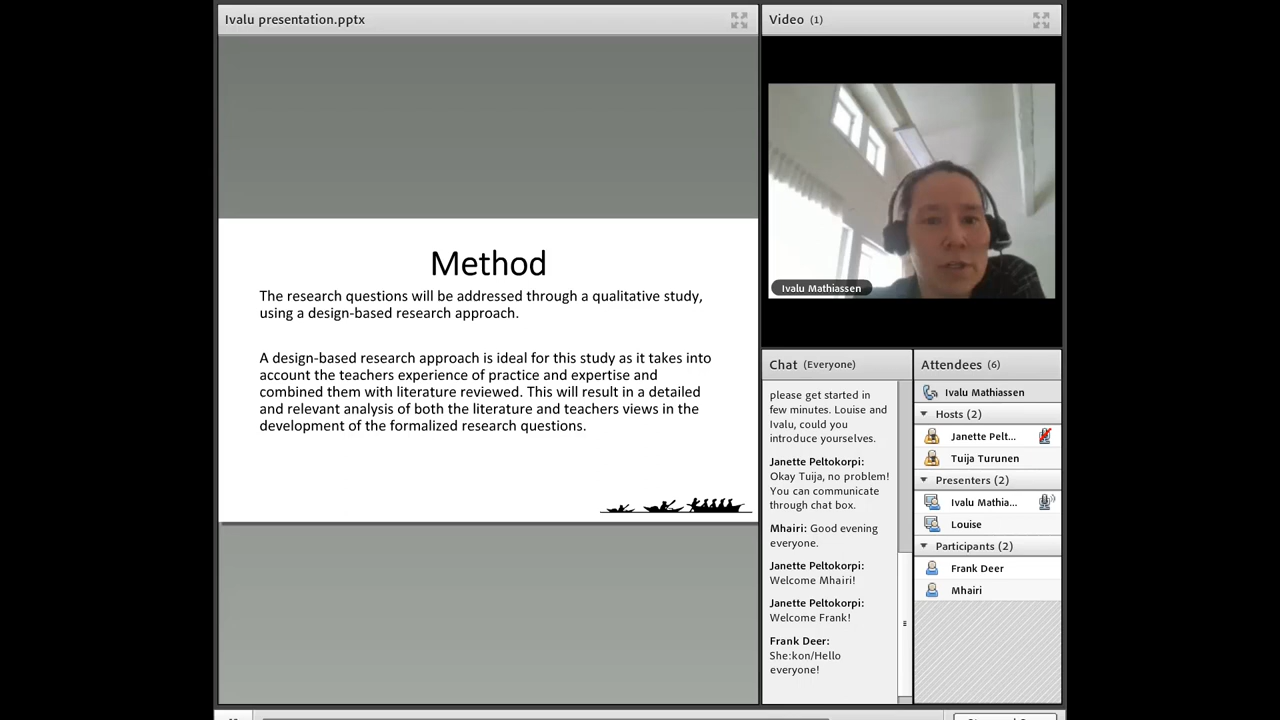 Ivalu presentation.pptx
Method
The research questions will be addressed through a qualitative study,
using a design-based research approach.
A design-based research approach is ideal for this study as it takes into
account the teachers experience of practice and expertise and
combined them with literature reviewed. This will result in a detailed
and relevant analysis of both the literature and teachers views in the
development of the formalized research questions.
Video (1)
Ivalu Mathiassen
Chat (Everyone)
please get started in
few minutes. Louise and
Ivalu, could you
introduce yourselves.
Janette Peltokorpi:
Okay Tuija, no problem!
You can communicate
through chat box.
Mhairi: Good evening
everyone.
Janette Peltokorpi:
Welcome Mhairi!
Janette Peltokorpi:
Welcome Frank!
Frank Deer:
She:kon/Hello
everyone!
Attendees (6)
Ivalu Mathiassen
Hosts (2)
Janette Pelt...
Tuija Turunen
Presenters (2)
Ivalu Mathia...
Louise
Participants (2)
Frank Deer
Mhairi